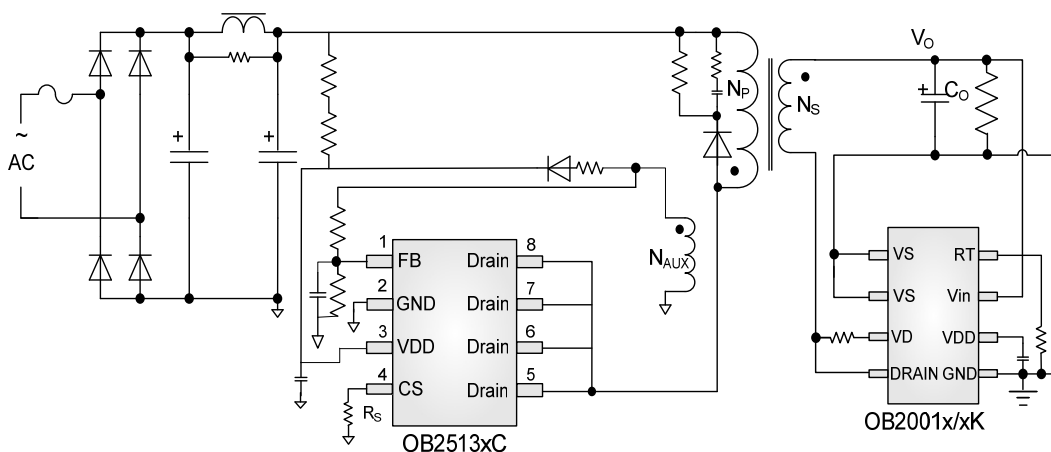 V_O
+
C_O
N_P
N_S
~
AC
+
+
1
FB
Drain
8
2
GND
Drain
7
3
VDD
Drain
6
4
CS
Drain
5
R_S
OB2513xC
N_AUX
VS
RT
VS
Vin
VD
VDD
DRAIN
GND
OB2001x/xK